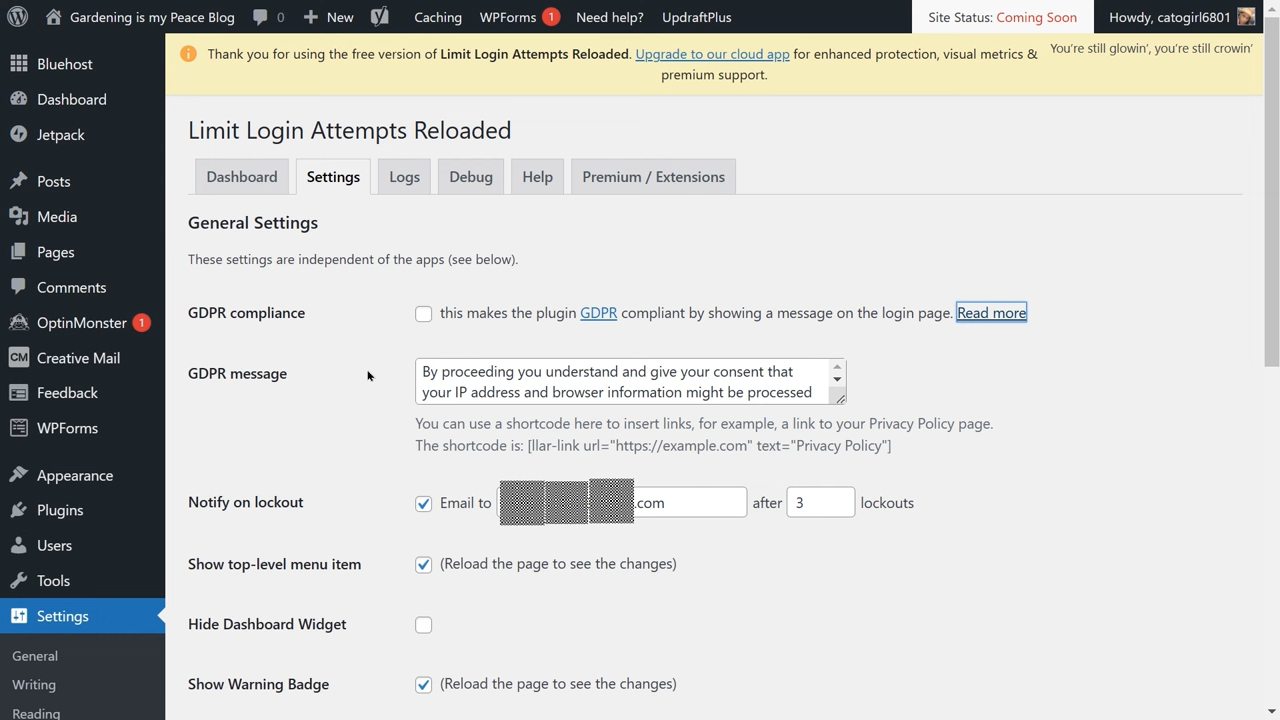 Gardening is my Peace Blog 0 New Caching WPForms 1 Need help? UpdraftPlus Site Status: Coming Soon Howdy, catogirl6801
You're still glowin', you're still crowin'
Thank you for using the free version of Limit Login Attempts Reloaded. Upgrade to our cloud app for enhanced protection, visual metrics &
premium support.
Bluehost
Dashboard
Jetpack
Posts
Media
Pages
Comments
OptinMonster 1
CM Creative Mail
Feedback
WPForms
Appearance
Plugins
Users
Tools
Settings
General
Writing
Reading
Limit Login Attempts Reloaded
Dashboard Settings Logs Debug Help Premium / Extensions
General Settings
These settings are independent of the apps (see below).
GDPR compliance this makes the plugin GDPR compliant by showing a message on the login page. Read more
GDPR message
By proceeding you understand and give your consent that
your IP address and browser information might be processed
You can use a shortcode here to insert links, for example, a link to your Privacy Policy page.
The shortcode is: [llar-link url="https://example.com" text="Privacy Policy"]
Notify on lockout Email to .com after 3 lockouts
Show top-level menu item (Reload the page to see the changes)
Hide Dashboard Widget
Show Warning Badge (Reload the page to see the changes)